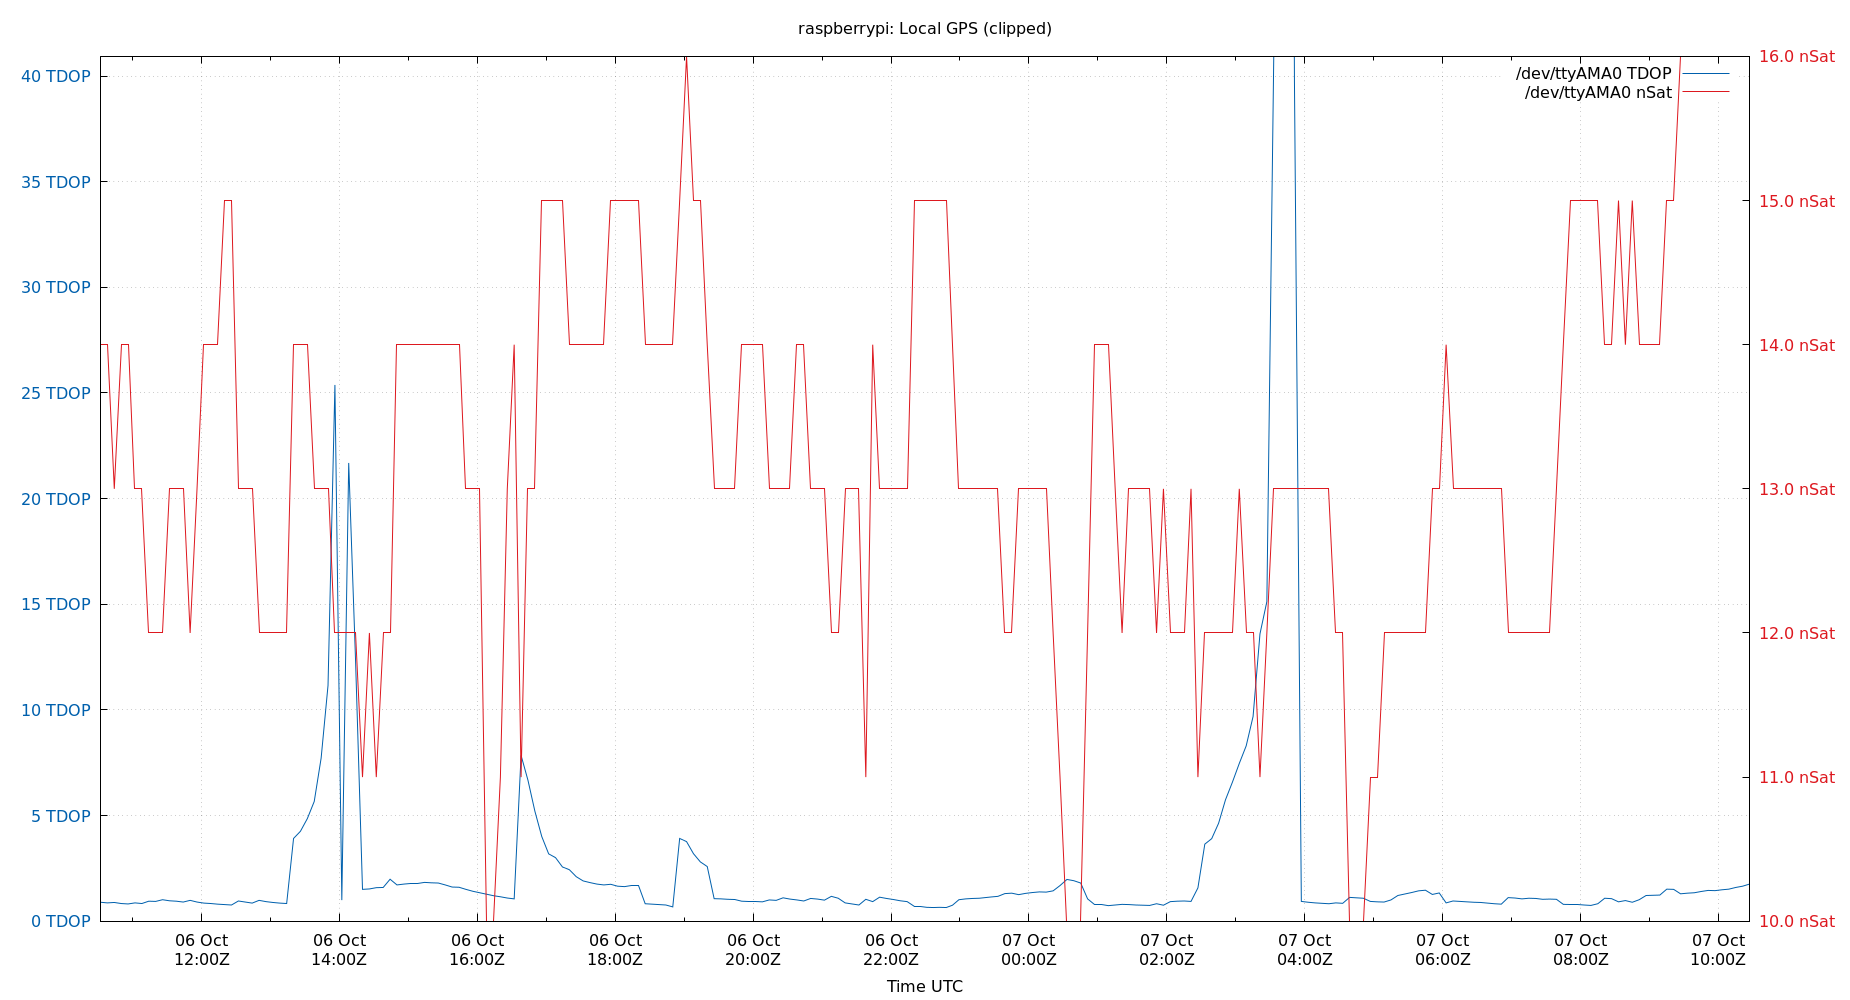 raspberrypi: Local GPS (clipped)
40 TDOP
35 TDOP
30 TDOP
25 TDOP
20 TDOP
15 TDOP
10 TDOP
5 TDOP
0 TDOP
16.0 nSat
15.0 nSat
14.0 nSat
13.0 nSat
12.0 nSat
11.0 nSat
10.0 nSat
/dev/ttyAMA0 TDOP
/dev/ttyAMA0 nSat
06 Oct
12:00Z
06 Oct
14:00Z
06 Oct
16:00Z
06 Oct
18:00Z
06 Oct
20:00Z
06 Oct
22:00Z
07 Oct
00:00Z
07 Oct
02:00Z
07 Oct
04:00Z
07 Oct
06:00Z
07 Oct
08:00Z
07 Oct
10:00Z
Time UTC